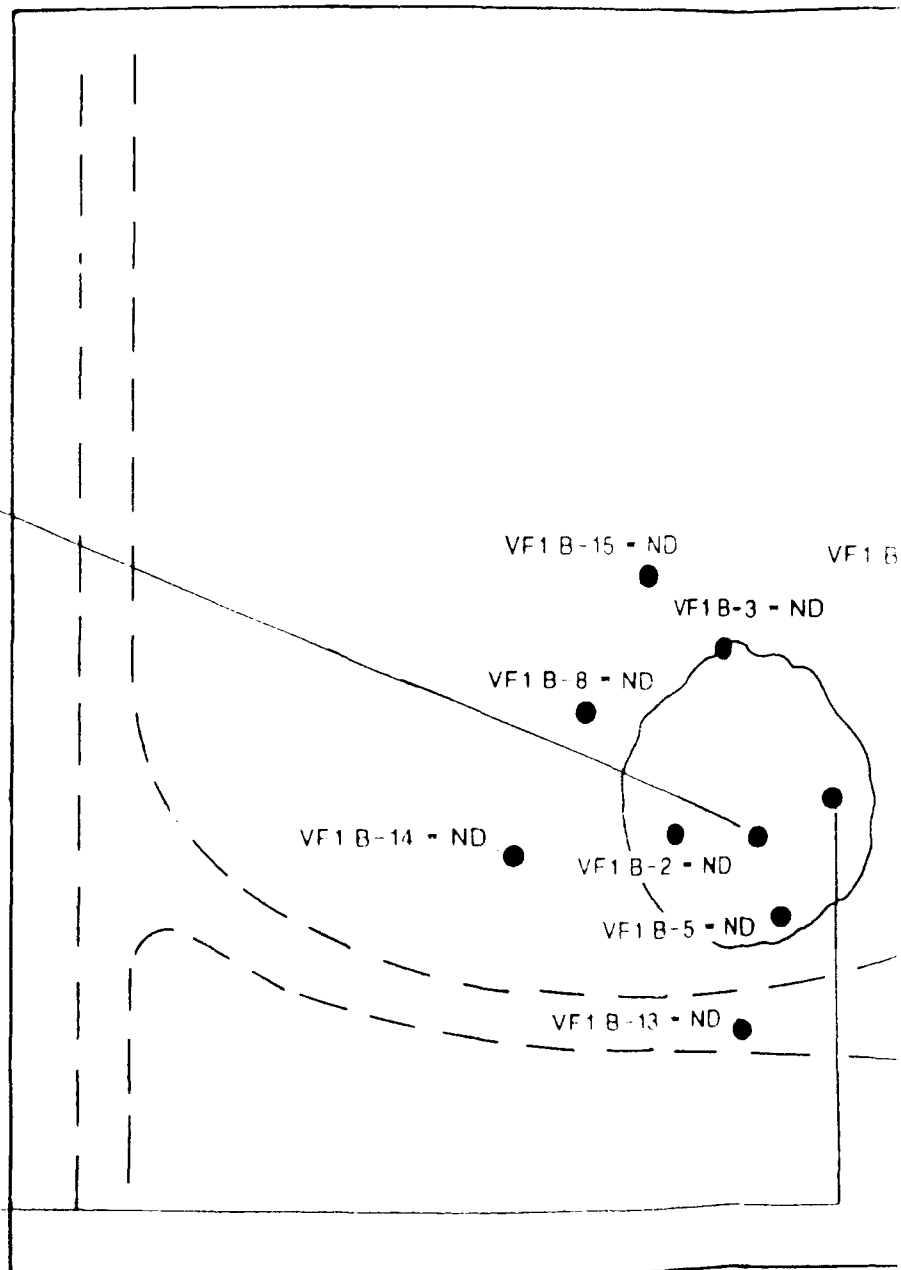 VF1 B-15 - ND
VF1 B
VF1 B-3 - ND
VF1 B-8 - ND
VF1 B-14 - ND
VF1 B-2 - ND
VF1 B-5 - ND
VF1 B-13 - ND